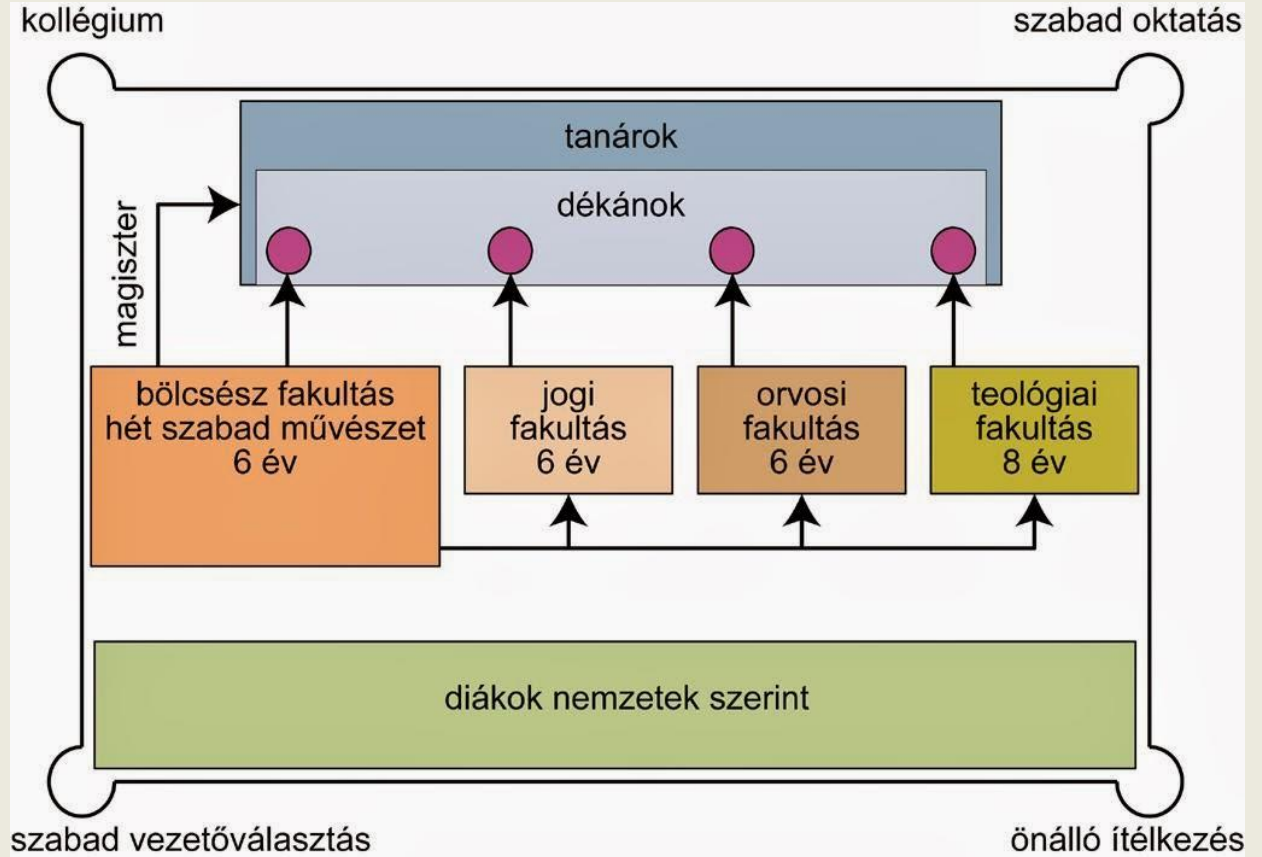 kollégium
szabad oktatás
tanárok
dékánok
magiszter
bölcsész fakultás
hét szabad művészet
6 év
jogi
fakultás
6 év
orvosi
fakultás
6 év
teológiai
fakultás
8 év
diákok nemzetek szerint
szabad vezetőválasztás
önálló ítélkezés